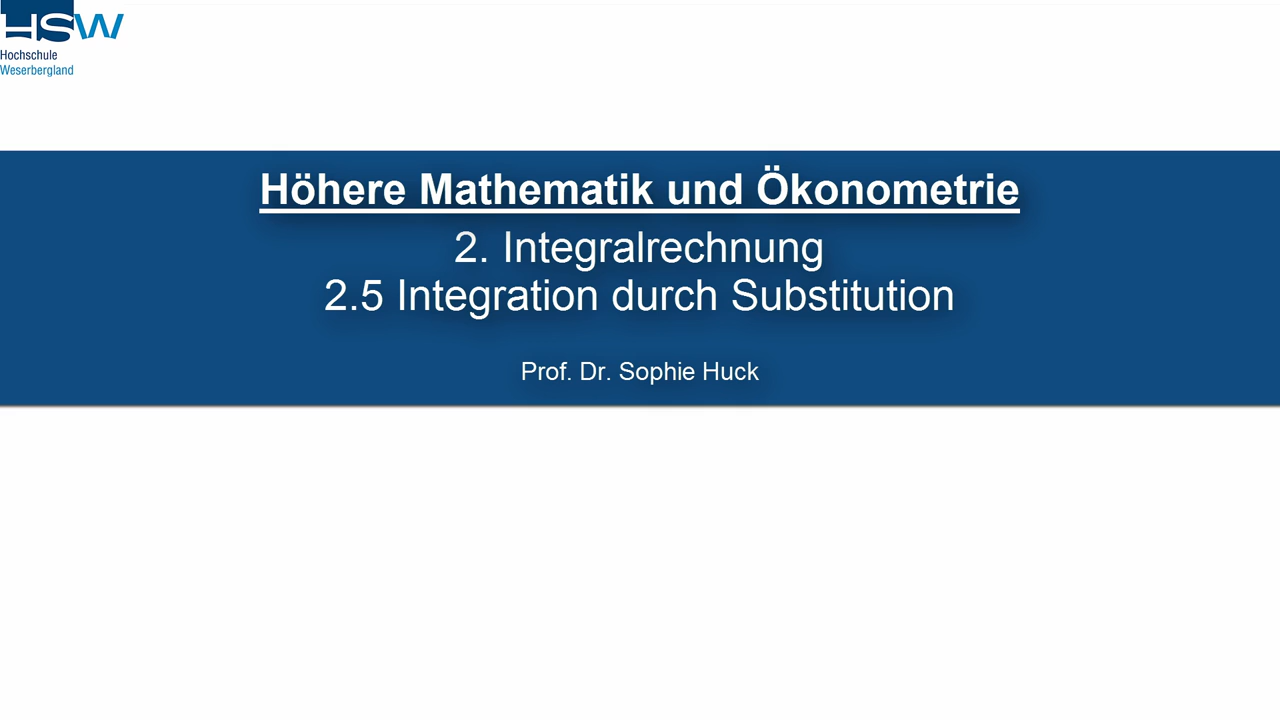 HSW
Hochschule
Weserbergland
Höhere Mathematik und Ökonometrie
2. Integralrechnung
2.5 Integration durch Substitution
Prof. Dr. Sophie Huck